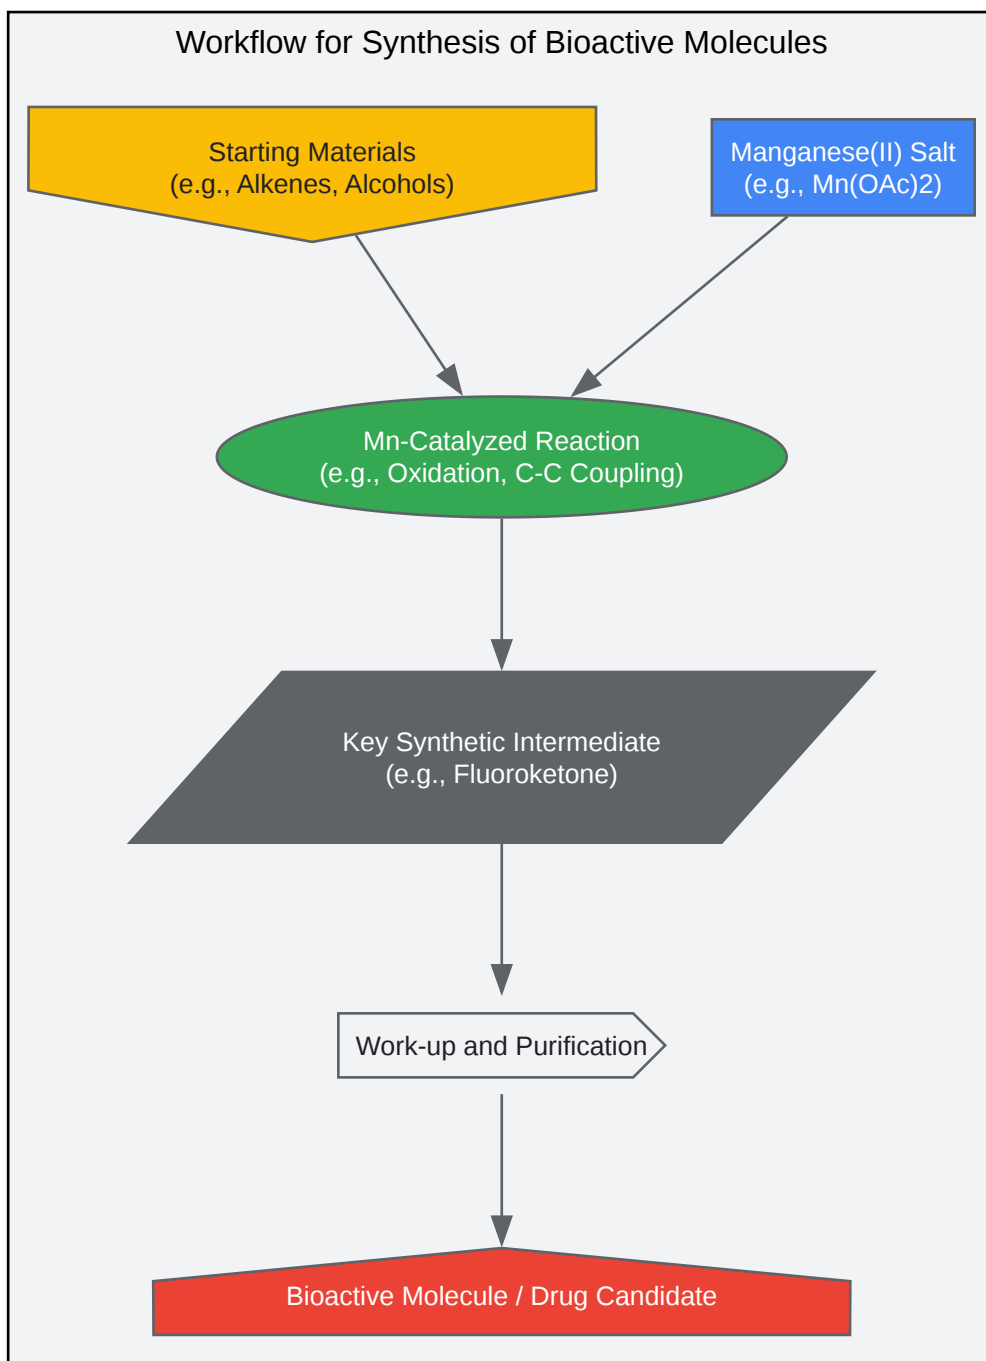 Workflow for Synthesis of Bioactive Molecules
Starting Materials
(e.g., Alkenes, Alcohols)
Manganese(II) Salt
(e.g., Mn(OAc)2)
Mn-Catalyzed Reaction
(e.g., Oxidation, C-C Coupling)
Key Synthetic Intermediate
(e.g., Fluoroketone)
Work-up and Purification
Bioactive Molecule / Drug Candidate